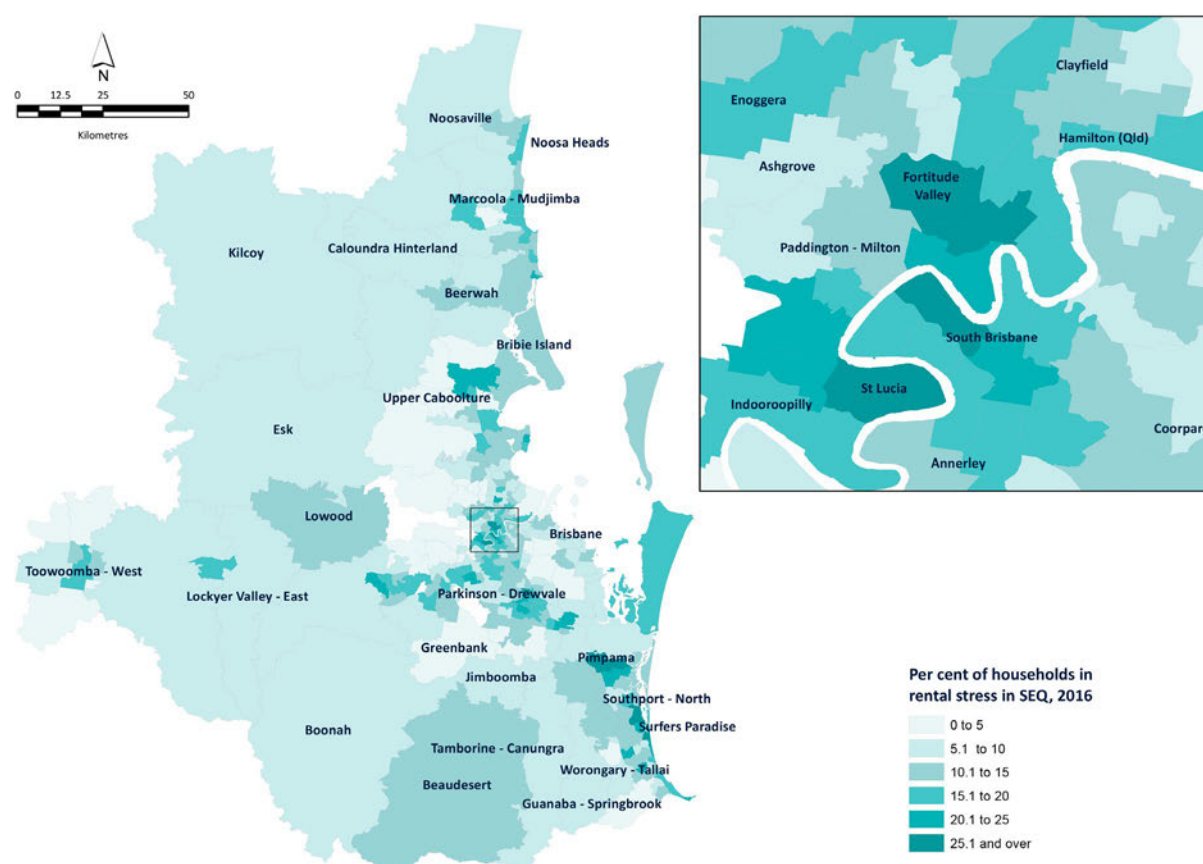 N
0 12.5 25 50
Kilometres
Noosaville
Noosa Heads
Marcoola - Mudjimba
Kilcoy
Caloundra Hinterland
Beerwah
Bribie Island
Upper Caboolture
Esk
Lowood
Brisbane
Toowoomba - West
Lockyer Valley - East
Parkinson - Drewvale
Greenbank
Pimpama
Jimboomba
Southport - North
Boonah
Surfers Paradise
Tamborine - Canungra
Worongary - Tallai
Beaudesert
Guanaba - Springbrook
Clayfield
Enoggera
Hamilton (Qld)
Ashgrove
Fortitude
Valley
Paddington - Milton
South Brisbane
St Lucia
Indooroopilly
Coorpar
Annerley
Per cent of households in
rental stress in SEQ, 2016
0 to 5
5.1 to 10
10.1 to 15
15.1 to 20
20.1 to 25
25.1 and over